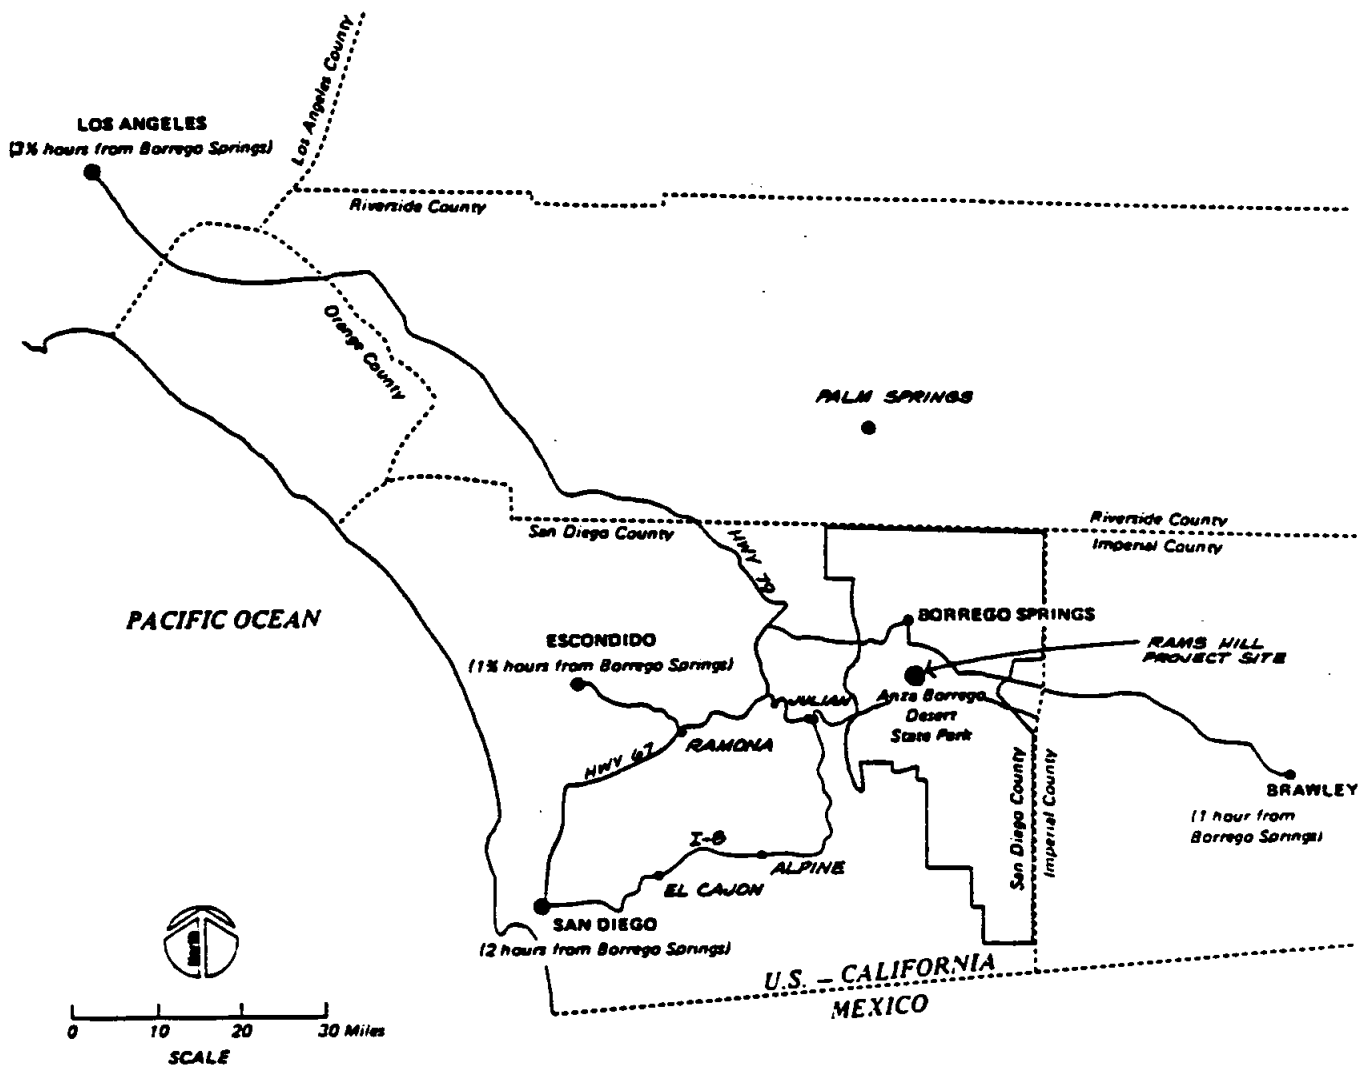 Los Angeles County
LOS ANGELES
(3½ hours from Borrego Springs)
Riverside County
Orange County
PALM SPRINGS
Riverside County
San Diego County
Imperial County
HWY 79
PACIFIC OCEAN
BORREGO SPRINGS
ESCONDIDO
(1½ hours from Borrego Springs)
RAMS HILL
PROJECT SITE
JULIAN
Anza Borrego
Desert
State Park
RAMONA
HWY 67
San Diego County
Imperial County
BRAWLEY
(1 hour from
Borrego Springs)
I-8
ALPINE
EL CAJON
SAN DIEGO
(2 hours from Borrego Springs)
North
U.S. – CALIFORNIA
MEXICO
0 10 20 30 Miles
SCALE